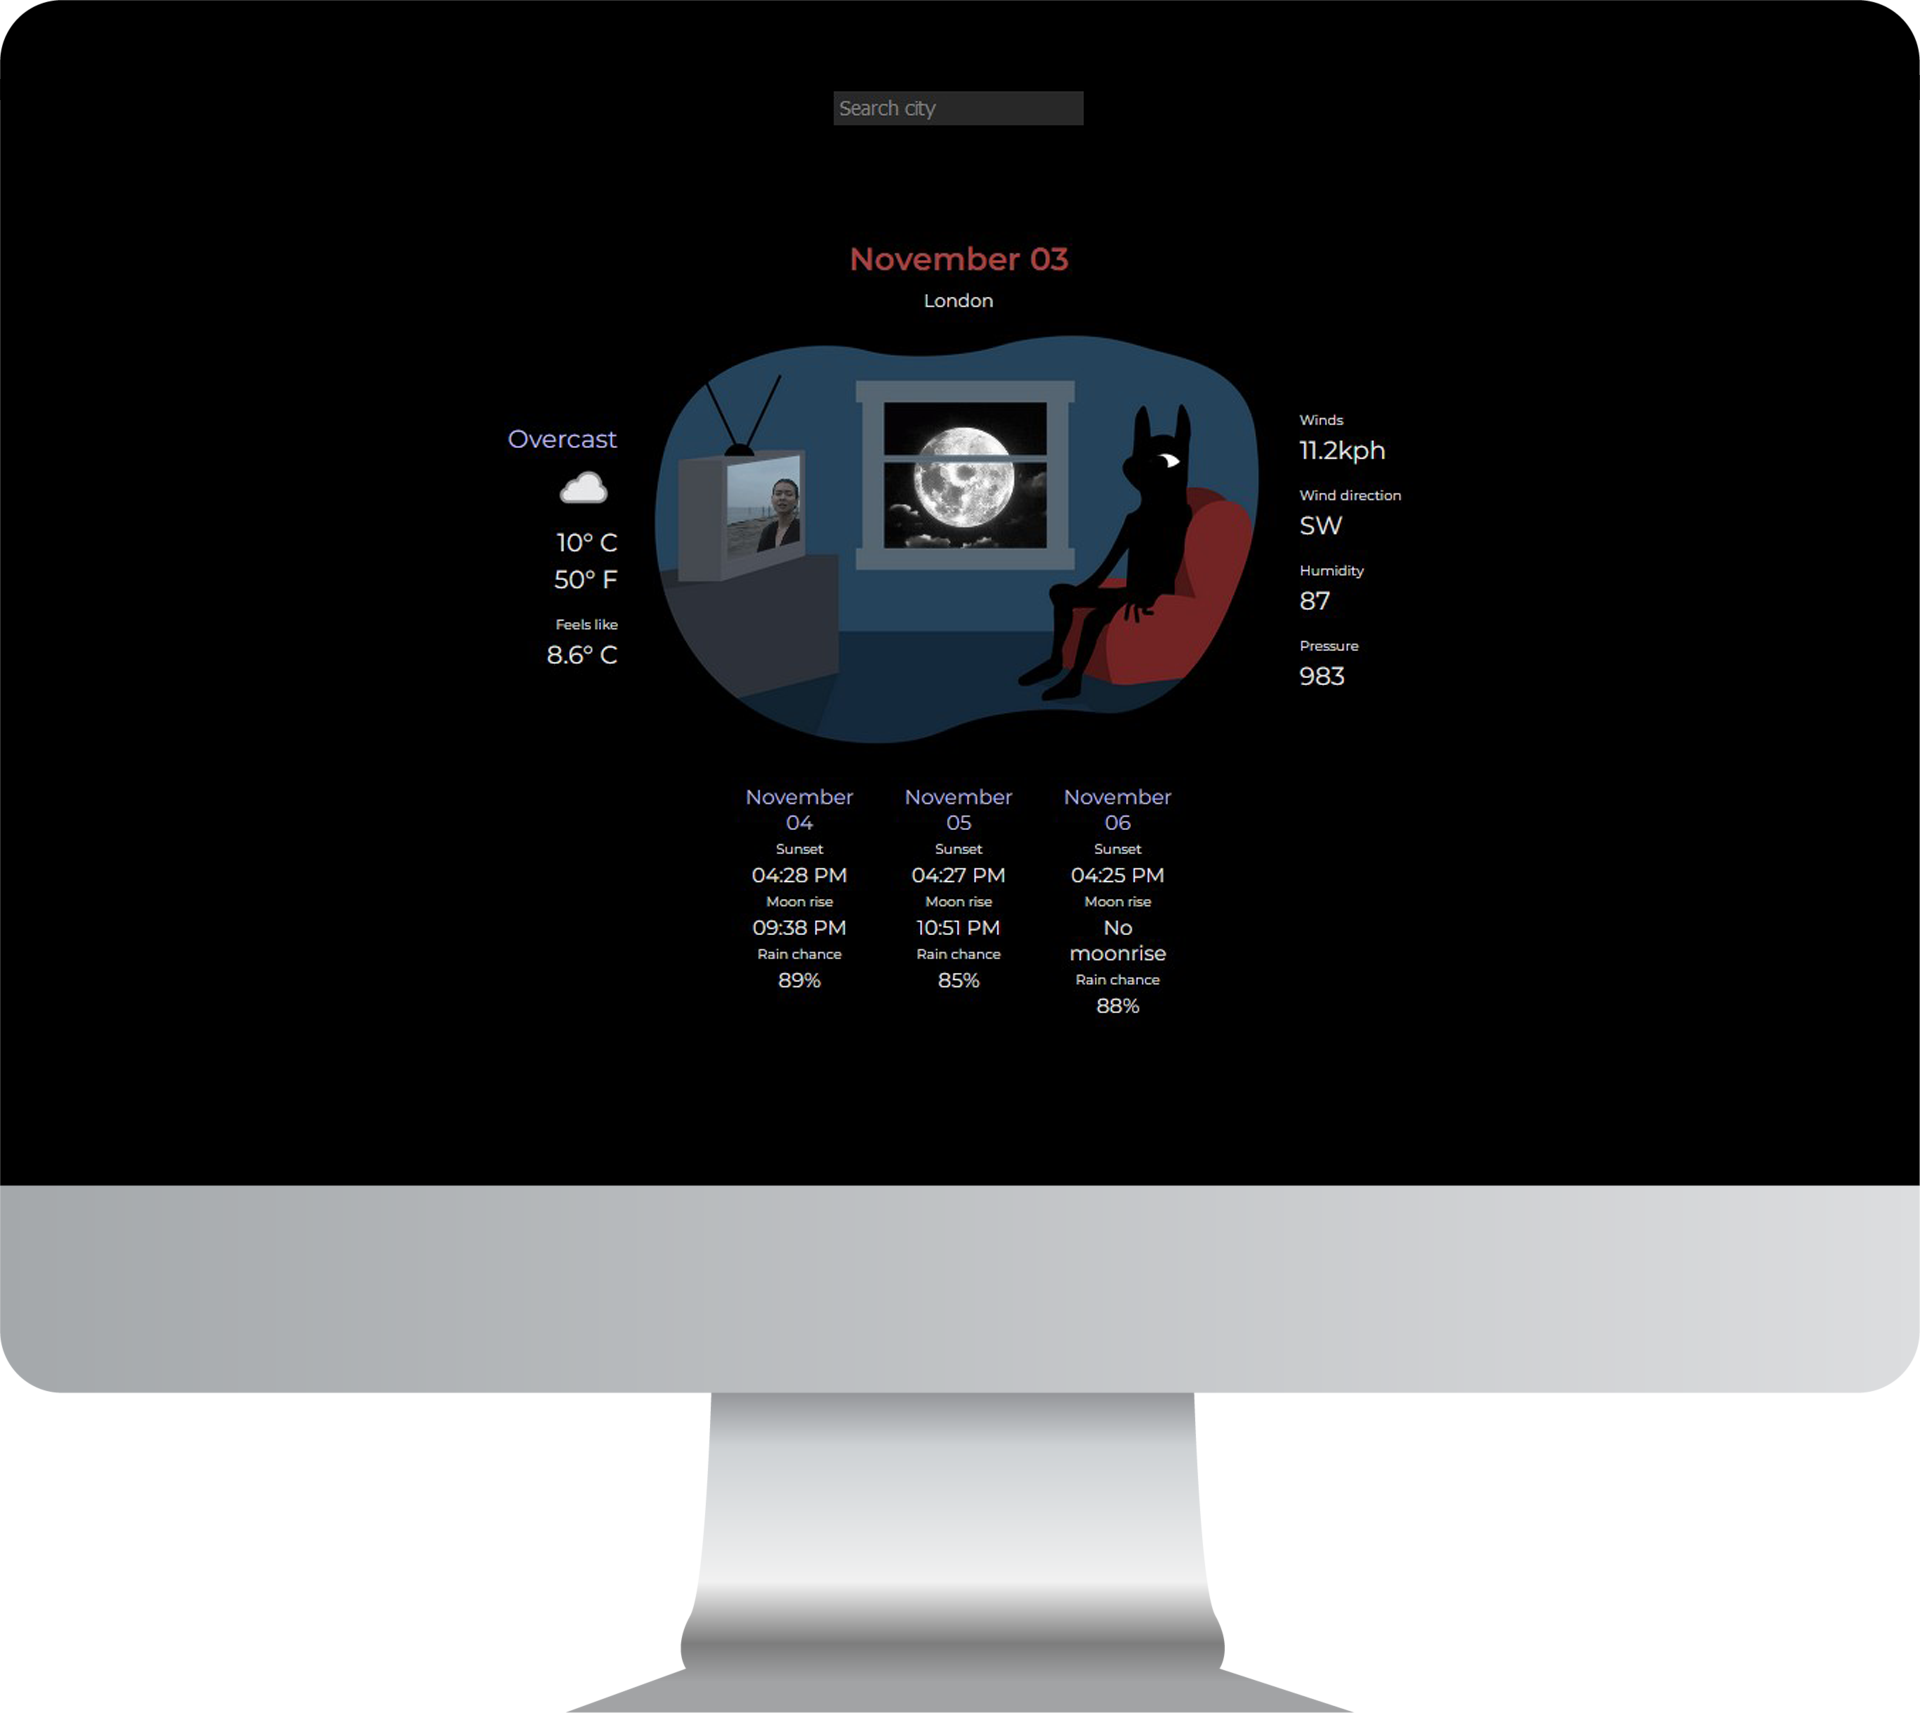 Search city
November 03
London
Overcast
10° C
50° F
Feels like
8.6° C
Winds
11.2kph
Wind direction
SW
Humidity
87
Pressure
983
November
04
Sunset
04:28 PM
Moon rise
09:38 PM
Rain chance
89%
November
05
Sunset
04:27 PM
Moon rise
10:51 PM
Rain chance
85%
November
06
Sunset
04:25 PM
Moon rise
No
moonrise
Rain chance
88%